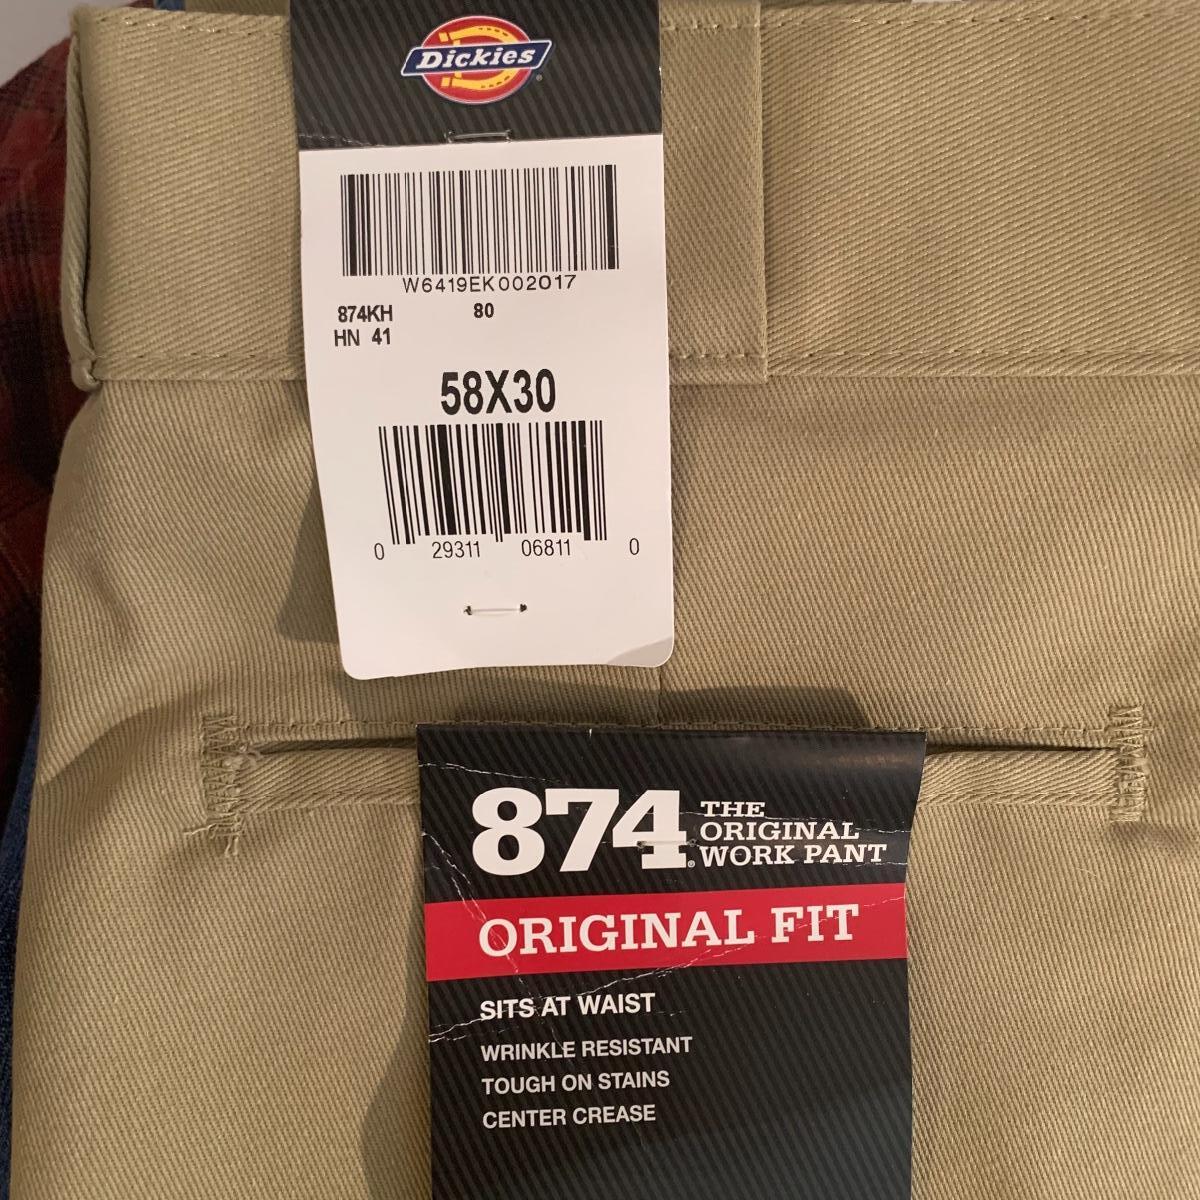 Dickies
W6419EK002017
874KH 80
HN 41
58X30
0 29311 06811 0
874 THE
ORIGINAL
WORK PANT
ORIGINAL FIT
SITS AT WAIST
WRINKLE RESISTANT
TOUGH ON STAINS
CENTER CREASE